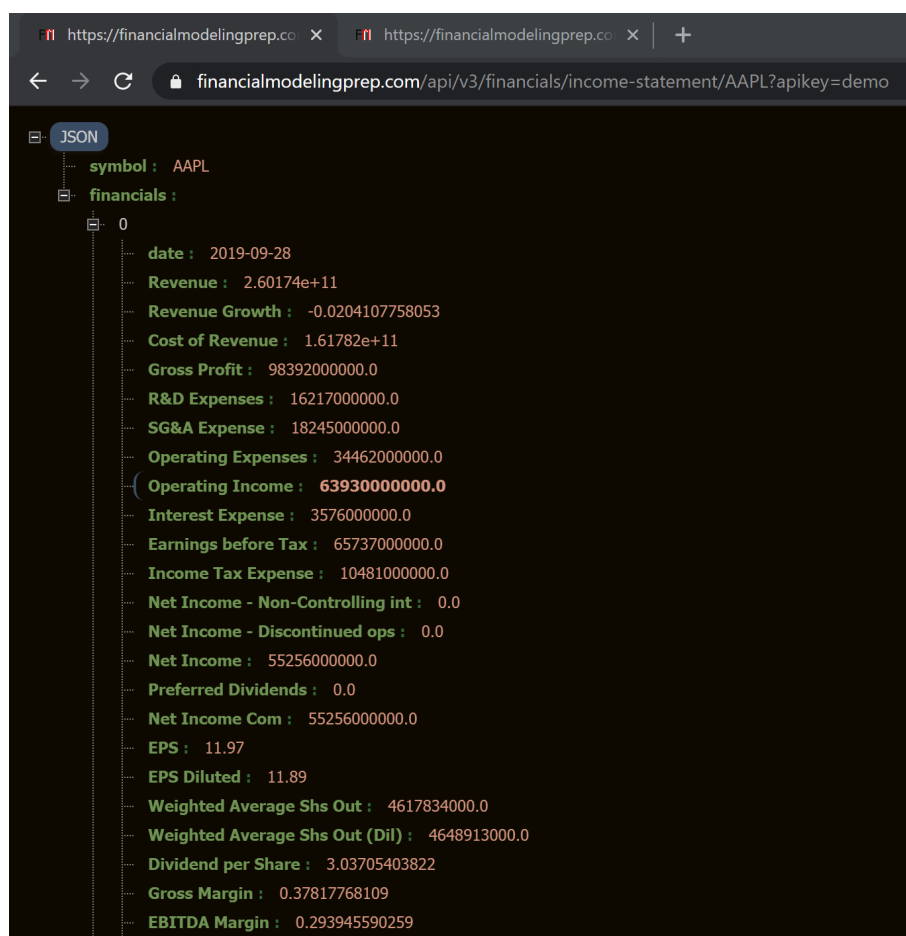 FM https://financialmodelingprep.co × FM https://financialmodelingprep.co × +
financialmodelingprep.com/api/v3/financials/income-statement/AAPL?apikey=demo
JSON
symbol : AAPL
financials :
0
date : 2019-09-28
Revenue : 2.60174e+11
Revenue Growth : -0.0204107758053
Cost of Revenue : 1.61782e+11
Gross Profit : 98392000000.0
R&D Expenses : 16217000000.0
SG&A Expense : 18245000000.0
Operating Expenses : 34462000000.0
Operating Income : 63930000000.0
Interest Expense : 3576000000.0
Earnings before Tax : 65737000000.0
Income Tax Expense : 10481000000.0
Net Income - Non-Controlling int : 0.0
Net Income - Discontinued ops : 0.0
Net Income : 55256000000.0
Preferred Dividends : 0.0
Net Income Com : 55256000000.0
EPS : 11.97
EPS Diluted : 11.89
Weighted Average Shs Out : 4617834000.0
Weighted Average Shs Out (Dil) : 4648913000.0
Dividend per Share : 3.03705403822
Gross Margin : 0.37817768109
EBITDA Margin : 0.293945590259